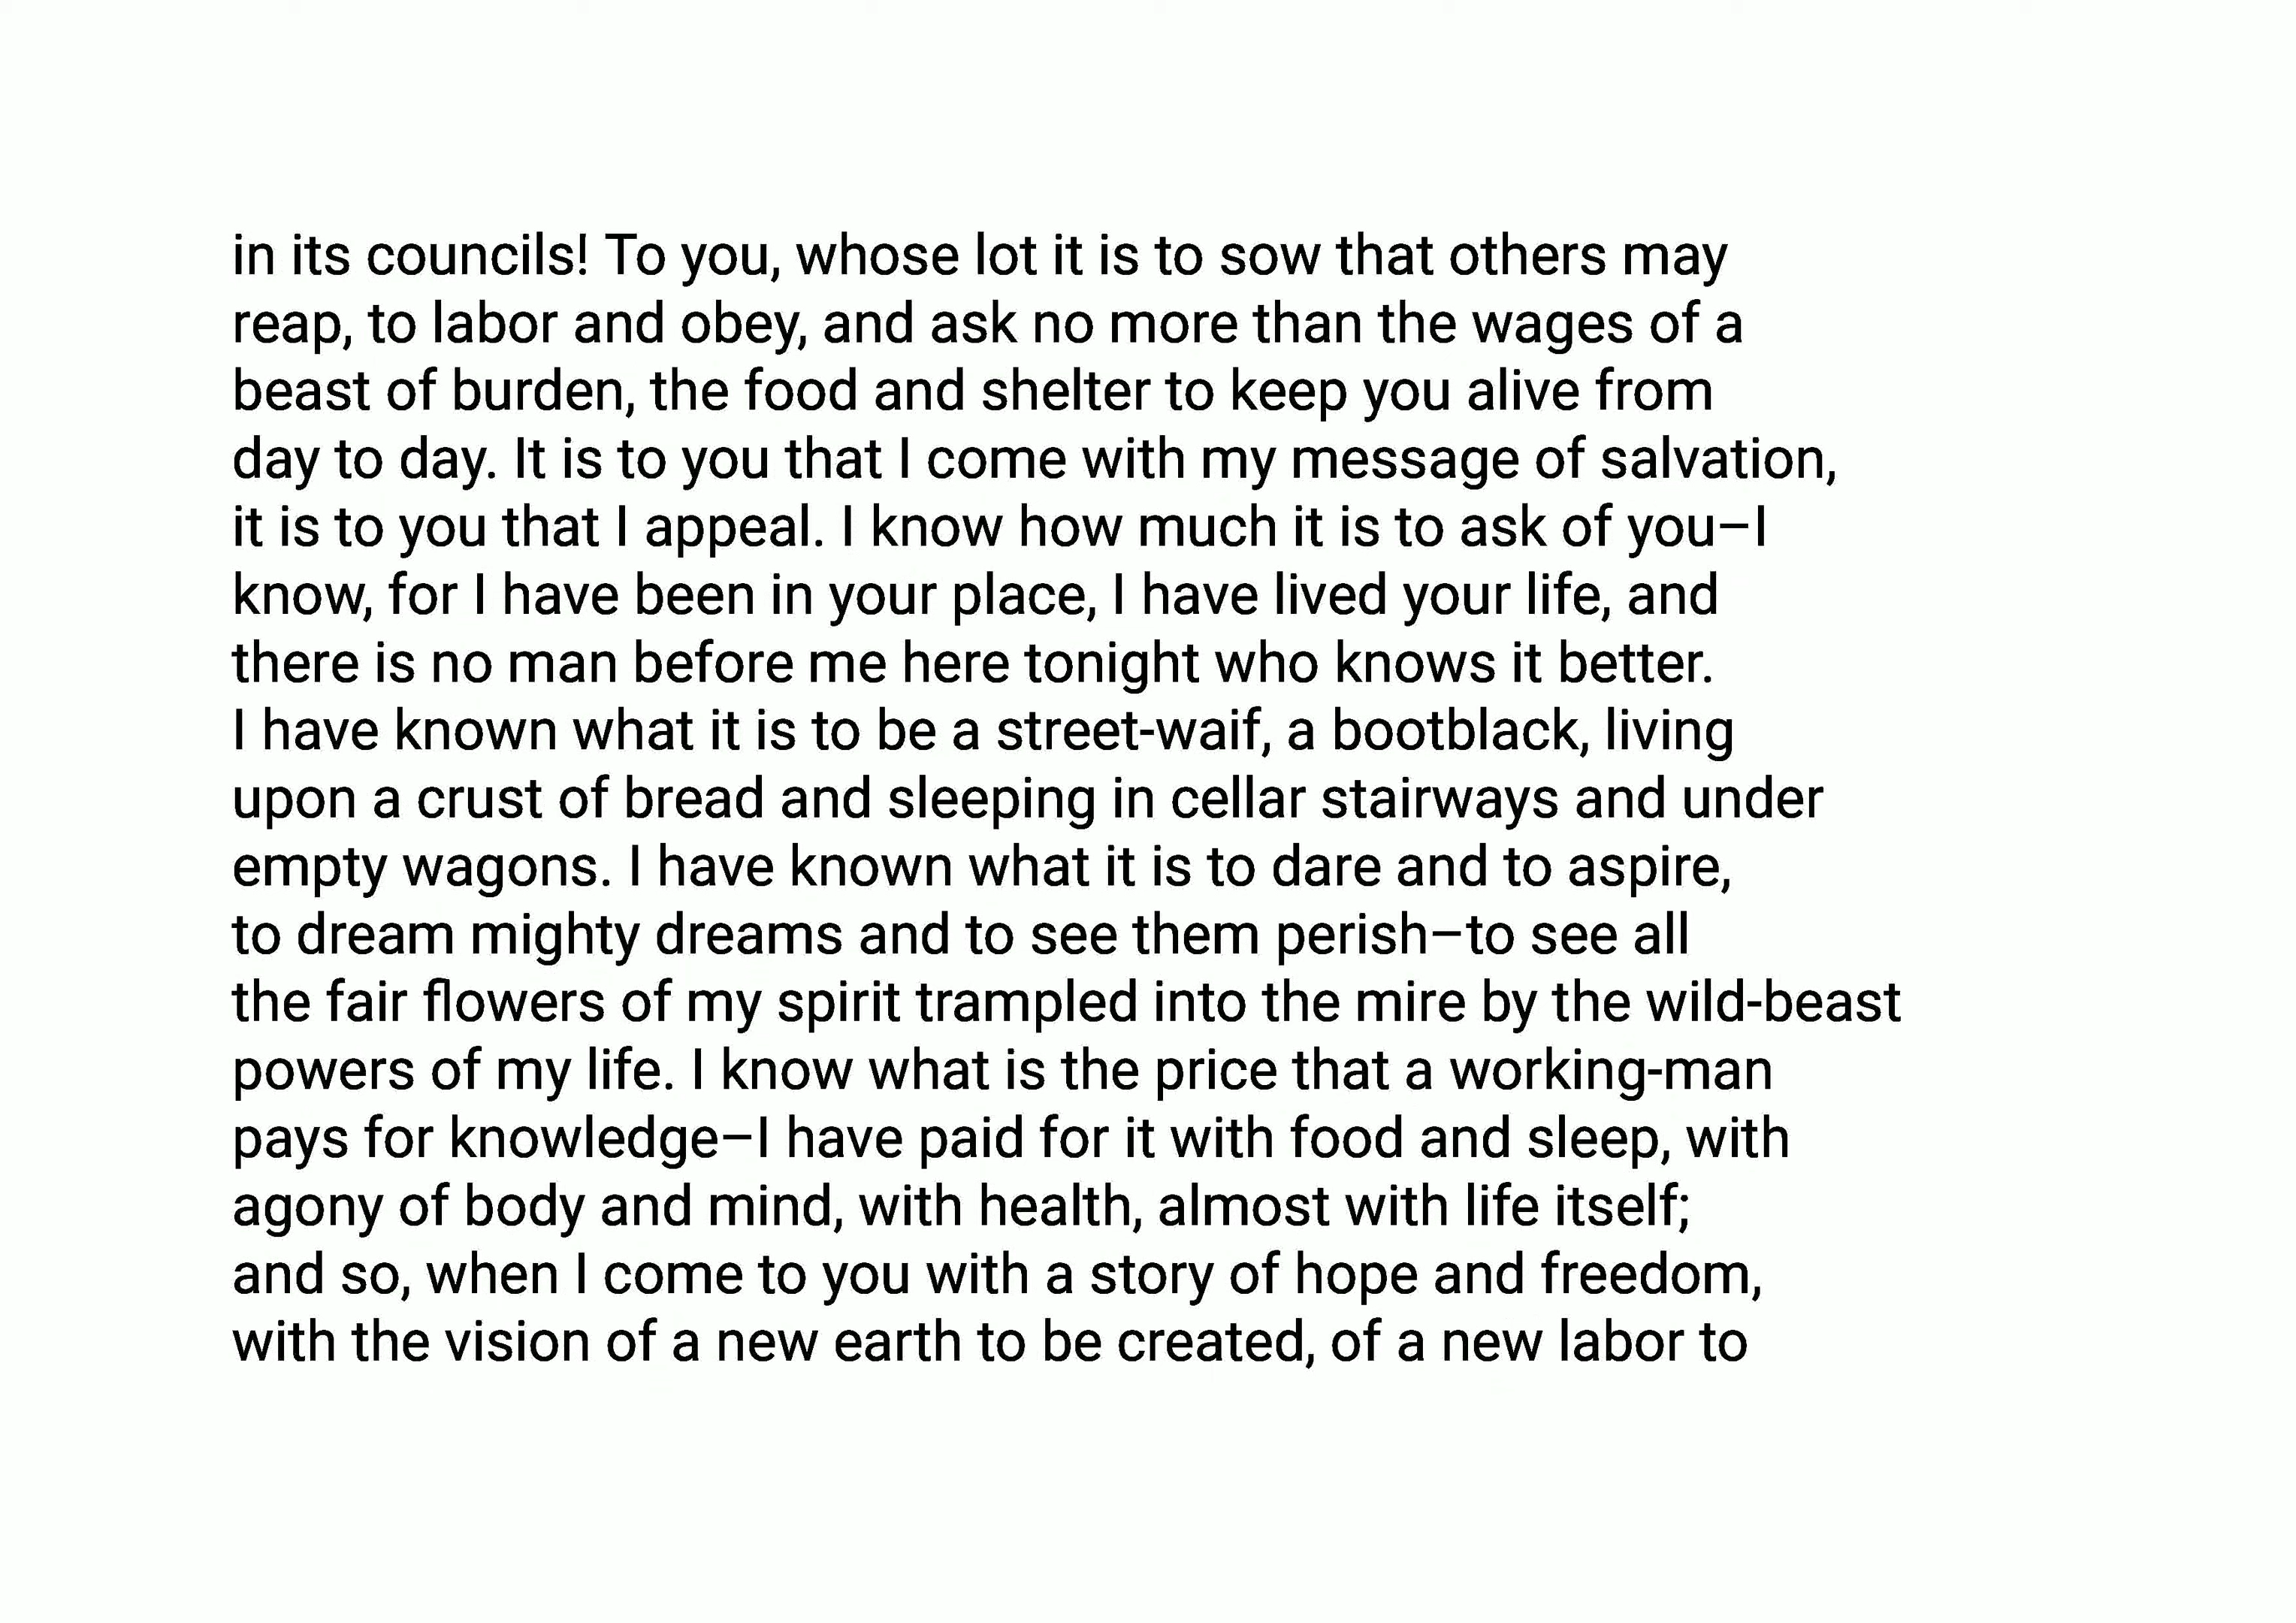 in its councils! To you, whose lot it is to sow that others may
reap, to labor and obey, and ask no more than the wages of a
beast of burden, the food and shelter to keep you alive from
day to day. It is to you that I come with my message of salvation,
it is to you that I appeal. I know how much it is to ask of you–I
know, for I have been in your place, I have lived your life, and
there is no man before me here tonight who knows it better.
I have known what it is to be a street-waif, a bootblack, living
upon a crust of bread and sleeping in cellar stairways and under
empty wagons. I have known what it is to dare and to aspire,
to dream mighty dreams and to see them perish–to see all
the fair flowers of my spirit trampled into the mire by the wild-beast
powers of my life. I know what is the price that a working-man
pays for knowledge–I have paid for it with food and sleep, with
agony of body and mind, with health, almost with life itself;
and so, when I come to you with a story of hope and freedom,
with the vision of a new earth to be created, of a new labor to